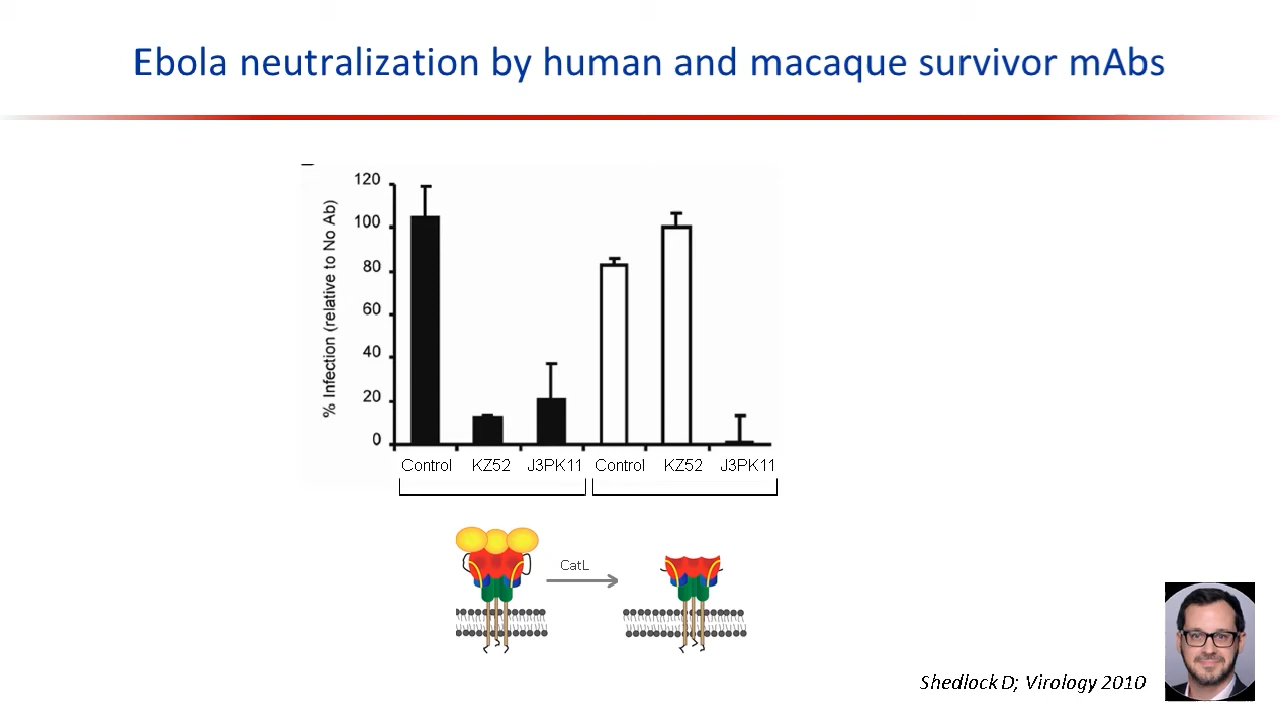 Ebola neutralization by human and macaque survivor mAbs
% Infection (relative to No Ab)
120
100
80
60
40
20
0
Control KZ52 J3PK11 Control KZ52 J3PK11
CatL
Shedlock D; Virology 2010